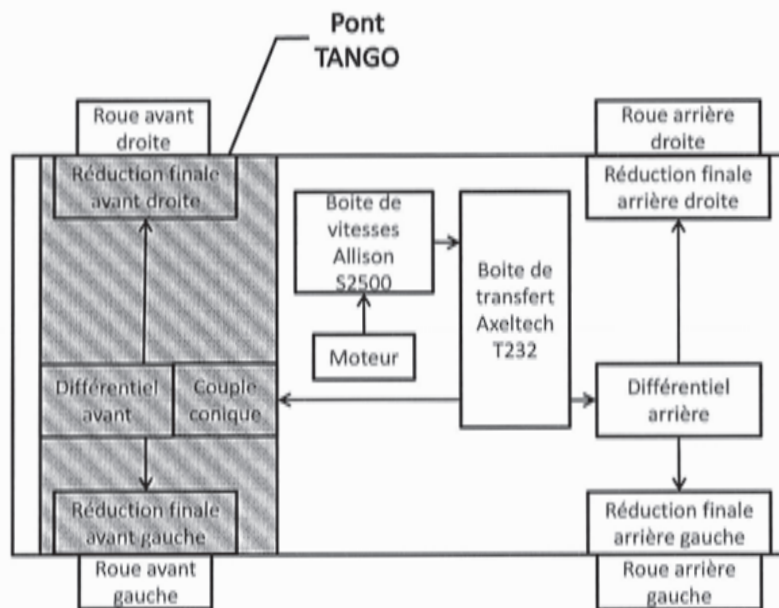 Pont
TANGO
Roue avant
droite
Réduction finale
avant droite
Roue arrière
droite
Réduction finale
arrière droite
Boite de
vitesses
Allison
S2500
Boite de
transfert
Axeltech
T232
Moteur
Différentiel
avant
Couple
conique
Différentiel
arrière
Réduction finale
avant gauche
Roue avant
gauche
Réduction finale
arrière gauche
Roue arrière
gauche